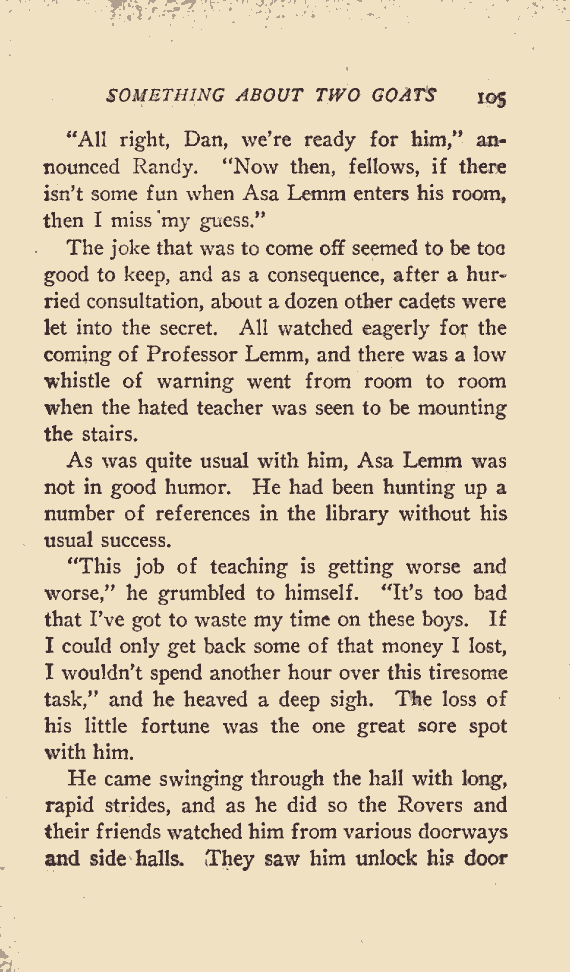 SOMETHING ABOUT TWO GOATS 105
“All right, Dan, we're ready for him,” an-
nounced Randy. “Now then, fellows, if there
isn't some fun when Asa Lemm enters his room,
then I miss my guess.”
The joke that was to come off seemed to be too
good to keep, and as a consequence, after a hur-
ried consultation, about a dozen other cadets were
let into the secret. All watched eagerly for the
coming of Professor Lemm, and there was a low
whistle of warning went from room to room
when the hated teacher was seen to be mounting
the stairs.
As was quite usual with him, Asa Lemm was
not in good humor. He had been hunting up a
number of references in the library without his
usual success.
“This job of teaching is getting worse and
worse,” he grumbled to himself. “It's too bad
that I've got to waste my time on these boys. If
I could only get back some of that money I lost,
I wouldn't spend another hour over this tiresome
task,” and he heaved a deep sigh. The loss of
his little fortune was the one great sore spot
with him.
He came swinging through the hall with long,
rapid strides, and as he did so the Rovers and
their friends watched him from various doorways
and side halls. They saw him unlock his door